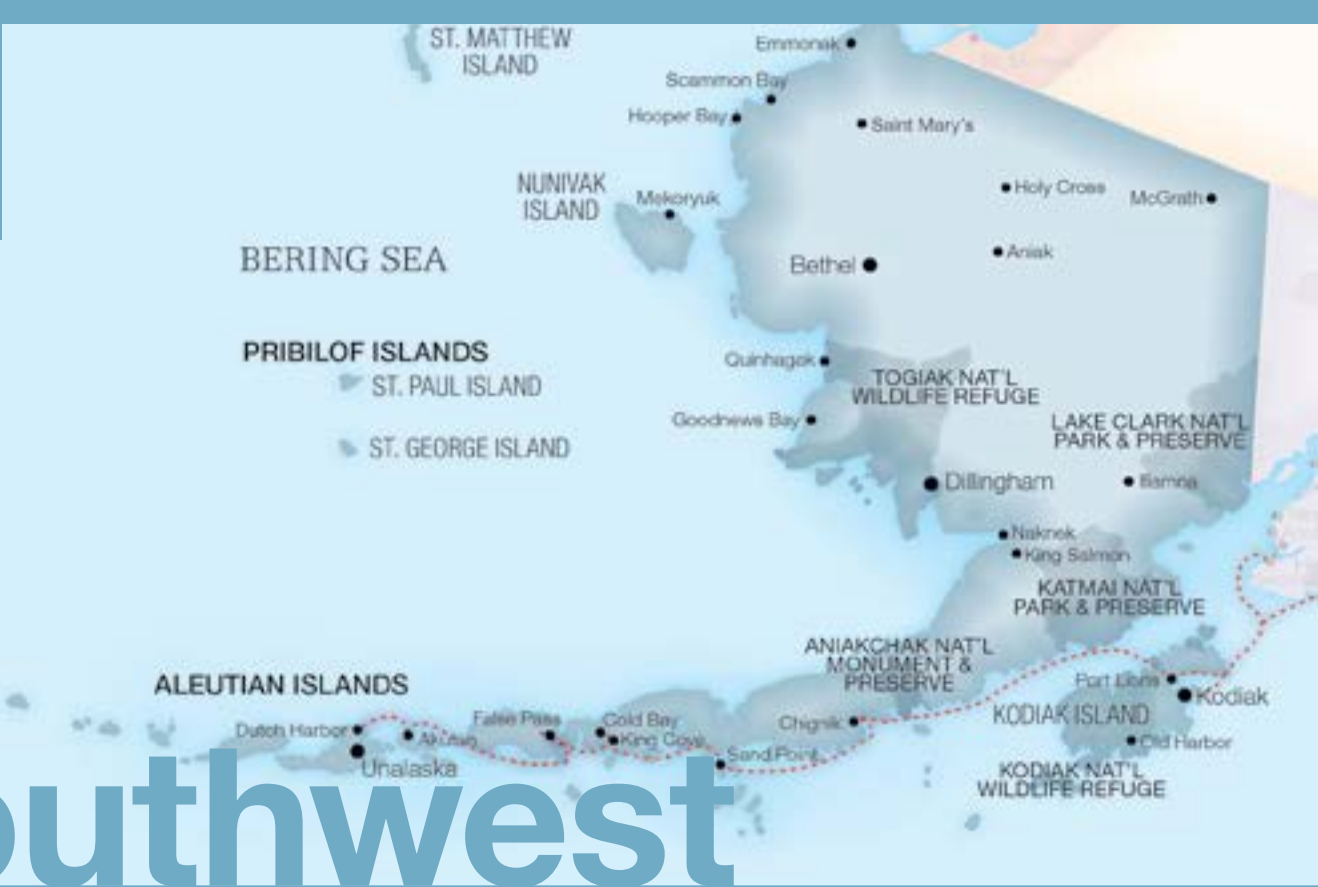 ST. MATTHEW
ISLAND
Emmonak
Scammon Bay
Hooper Bay
Saint Mary's
NUNIVAK
ISLAND
Mekoryuk
Holy Cross
McGrath
BERING SEA
Bethel
Aniak
PRIBILOF ISLANDS
ST. PAUL ISLAND
ST. GEORGE ISLAND
Quinhagak
TOGIAK NAT'L
WILDLIFE REFUGE
Goodnews Bay
LAKE CLARK NAT'L
PARK & PRESERVE
Dillingham
Iliamna
Naknek
King Salmon
KATMAI NAT'L
PARK & PRESERVE
ANIAKCHAK NAT'L
MONUMENT &
PRESERVE
ALEUTIAN ISLANDS
Dutch Harbor
Akutan
Unalaska
False Pass
Cold Bay
King Cove
Sand Point
Chignik
Port Lions
Kodiak
KODIAK ISLAND
Old Harbor
KODIAK NAT'L
WILDLIFE REFUGE
outhwest